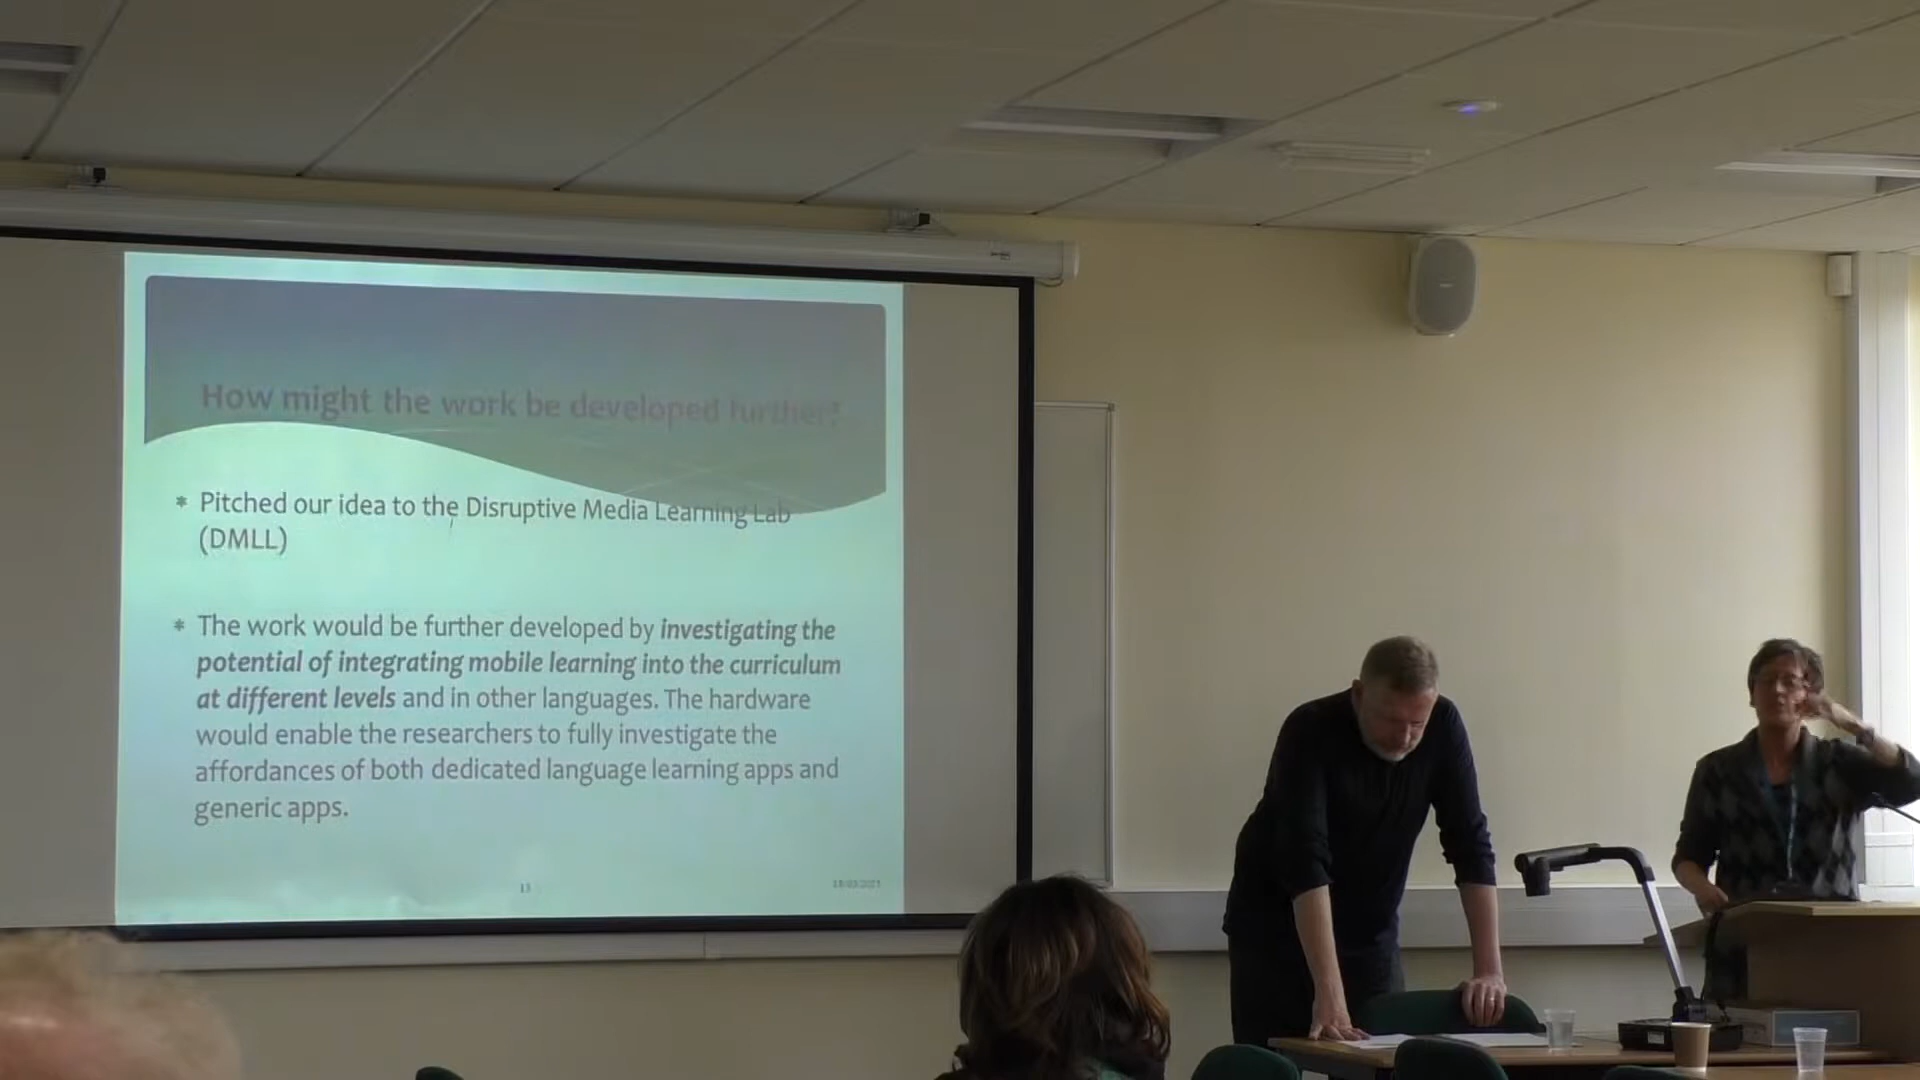 How might the work be developed further?
* Pitched our idea to the Disruptive Media Learning Lab
(DMLL)
* The work would be further developed by investigating the
potential of integrating mobile learning into the curriculum
at different levels and in other languages. The hardware
would enable the researchers to fully investigate the
affordances of both dedicated language learning apps and
generic apps.
13